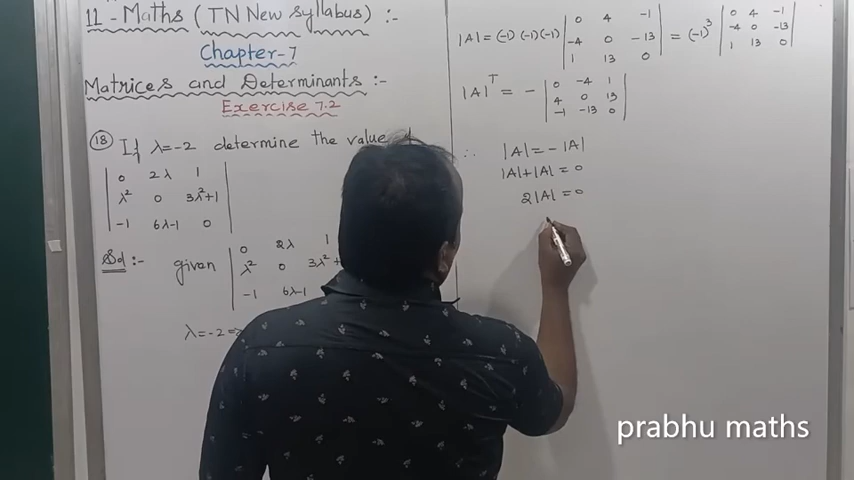 11 - Maths ( TN New syllabus ) :-
Chapter-7
Matrices and Determinants :-
Exercise 7.2
(18) If λ=-2 determine the value
| 0 2λ 1 |
| λ² 0 3λ²+1 |
| -1 6λ-1 0 |
Sol :- given | 0 2λ 1
| λ² 0 3λ²+
| -1 6λ-1
λ=-2 =>
|A| = (-1) (-1) (-1) | 0 4 -1 | = (-1)³ | 0 4 -1 |
| -4 0 -13 | | -4 0 -13 |
| 1 13 0 | | 1 13 0 |
|A|ᵀ = - | 0 -4 1 |
| 4 0 13 |
| -1 -13 0 |
∴ |A| = - |A|
|A|+|A| = 0
2|A| = 0
prabhu maths